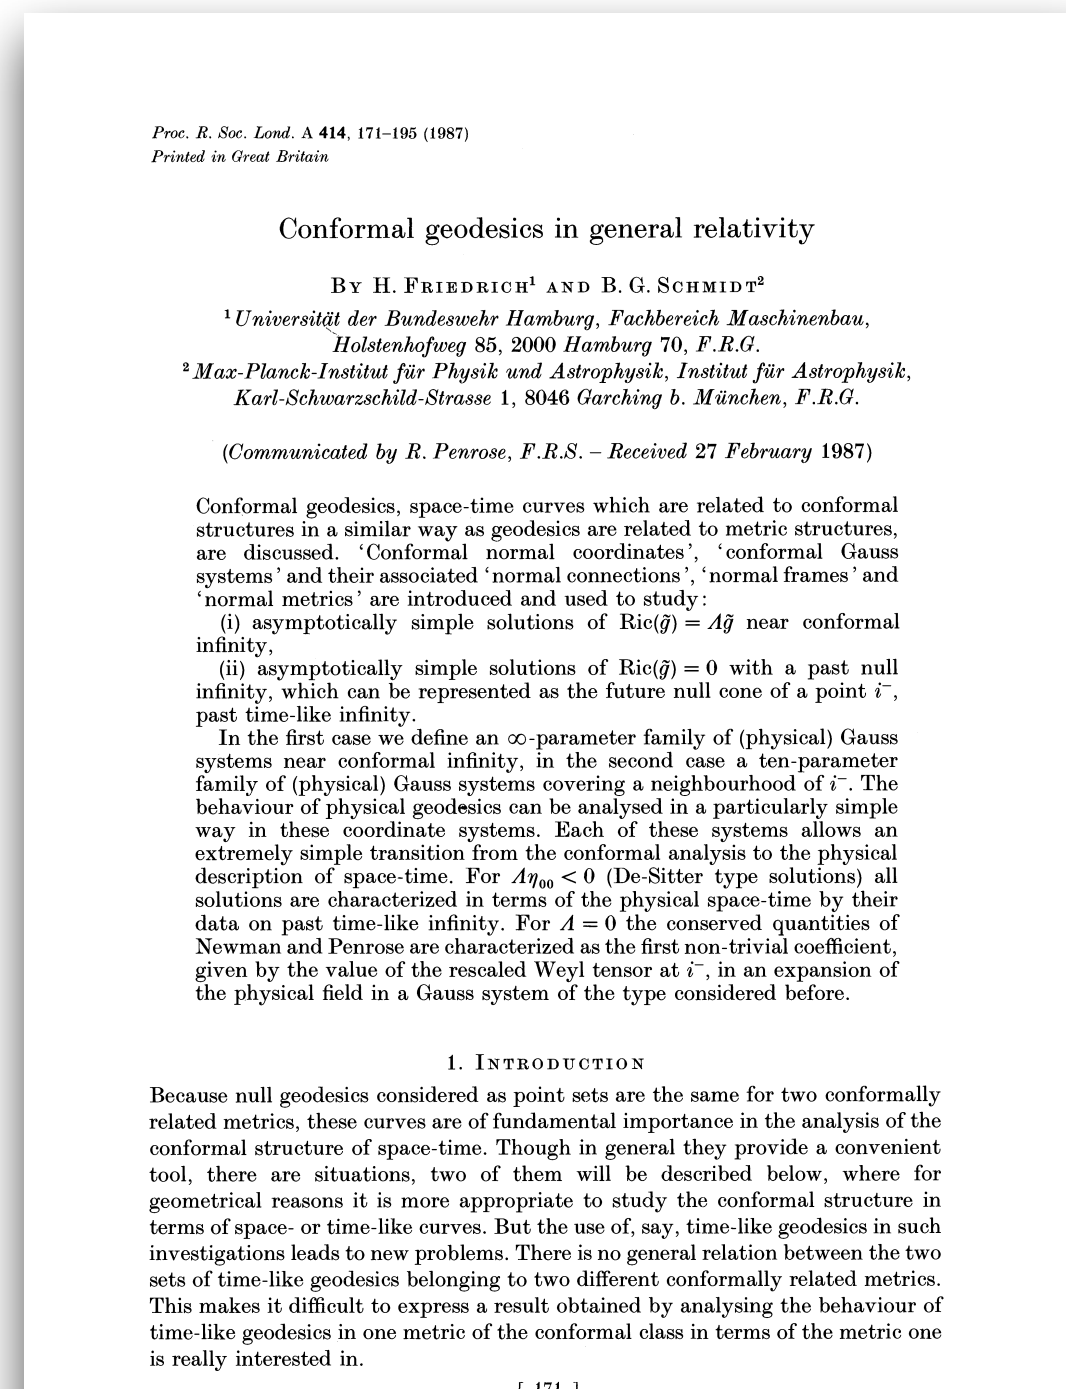 Proc. R. Soc. Lond. A 414, 171–195 (1987)
Printed in Great Britain
Conformal geodesics in general relativity
By H. Friedrich¹ and B. G. Schmidt²
¹ Universität der Bundeswehr Hamburg, Fachbereich Maschinenbau,
Holstenhofweg 85, 2000 Hamburg 70, F.R.G.
² Max-Planck-Institut für Physik und Astrophysik, Institut für Astrophysik,
Karl-Schwarzschild-Strasse 1, 8046 Garching b. München, F.R.G.
(Communicated by R. Penrose, F.R.S. – Received 27 February 1987)
Conformal geodesics, space-time curves which are related to conformal
structures in a similar way as geodesics are related to metric structures,
are discussed. ‘Conformal normal coordinates’, ‘conformal Gauss
systems’ and their associated ‘normal connections’, ‘normal frames’ and
‘normal metrics’ are introduced and used to study:
(i) asymptotically simple solutions of Ric(g̃) = Λg̃ near conformal
infinity,
(ii) asymptotically simple solutions of Ric(g̃) = 0 with a past null
infinity, which can be represented as the future null cone of a point i⁻,
past time-like infinity.
In the first case we define an ∞-parameter family of (physical) Gauss
systems near conformal infinity, in the second case a ten-parameter
family of (physical) Gauss systems covering a neighbourhood of i⁻. The
behaviour of physical geodesics can be analysed in a particularly simple
way in these coordinate systems. Each of these systems allows an
extremely simple transition from the conformal analysis to the physical
description of space-time. For Λη₀₀ < 0 (De-Sitter type solutions) all
solutions are characterized in terms of the physical space-time by their
data on past time-like infinity. For Λ = 0 the conserved quantities of
Newman and Penrose are characterized as the first non-trivial coefficient,
given by the value of the rescaled Weyl tensor at i⁻, in an expansion of
the physical field in a Gauss system of the type considered before.
1. Introduction
Because null geodesics considered as point sets are the same for two conformally
related metrics, these curves are of fundamental importance in the analysis of the
conformal structure of space-time. Though in general they provide a convenient
tool, there are situations, two of them will be described below, where for
geometrical reasons it is more appropriate to study the conformal structure in
terms of space- or time-like curves. But the use of, say, time-like geodesics in such
investigations leads to new problems. There is no general relation between the two
sets of time-like geodesics belonging to two different conformally related metrics.
This makes it difficult to express a result obtained by analysing the behaviour of
time-like geodesics in one metric of the conformal class in terms of the metric one
is really interested in.
[ 171 ]